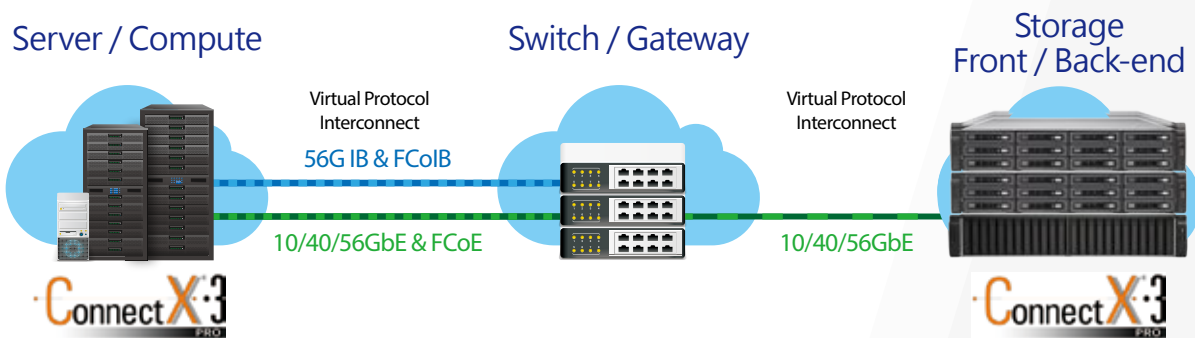 Server / Compute
Switch / Gateway
Storage
Front / Back-end
Virtual Protocol
Interconnect
56G IB & FCoIB
10/40/56GbE & FCoE
Virtual Protocol
Interconnect
10/40/56GbE
ConnectX·3
PRO
ConnectX·3
PRO